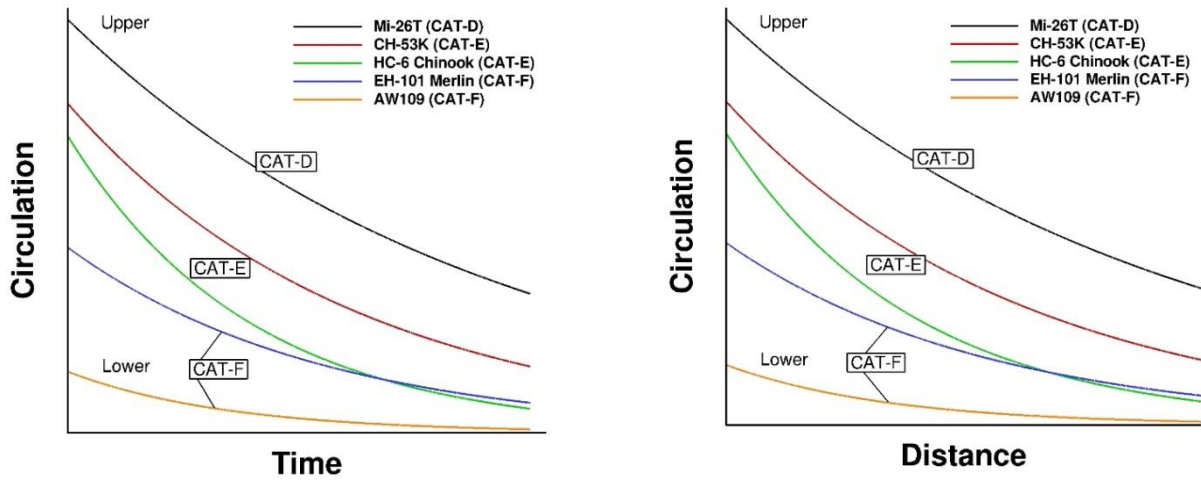 Upper
Mi-26T (CAT-D)
CH-53K (CAT-E)
HC-6 Chinook (CAT-E)
EH-101 Merlin (CAT-F)
AW109 (CAT-F)
CAT-D
CAT-E
Lower
CAT-F
Circulation
Time
Upper
Mi-26T (CAT-D)
CH-53K (CAT-E)
HC-6 Chinook (CAT-E)
EH-101 Merlin (CAT-F)
AW109 (CAT-F)
CAT-D
CAT-E
Lower
CAT-F
Circulation
Distance